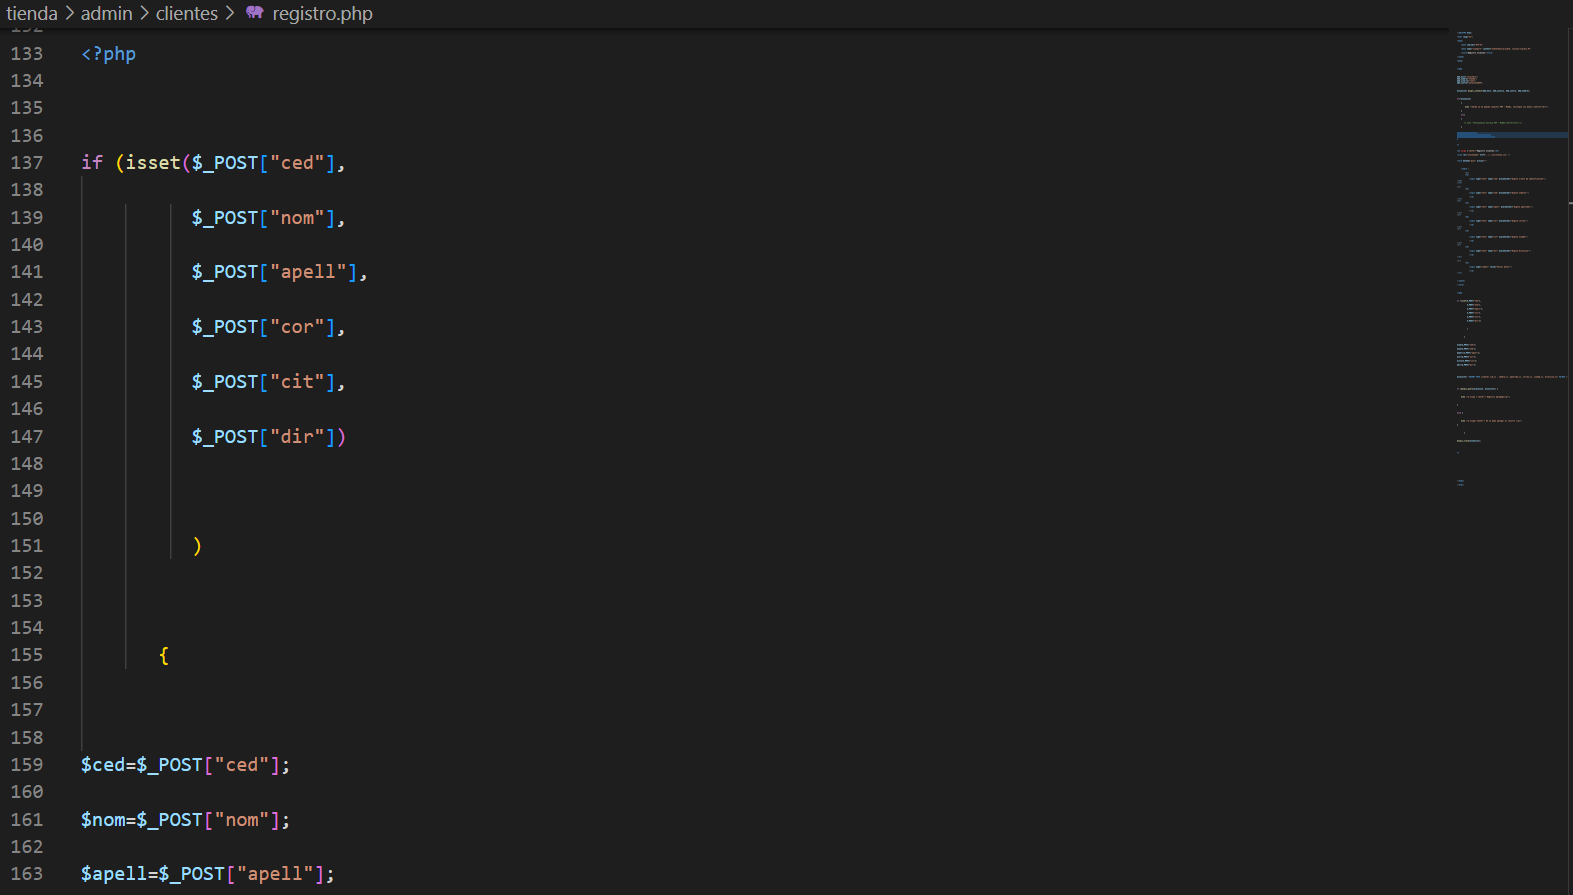 tienda > admin > clientes > registro.php
132
133 <?php
134
135
136
137 if (isset($_POST["ced"],
138
139 $_POST["nom"],
140
141 $_POST["apell"],
142
143 $_POST["cor"],
144
145 $_POST["cit"],
146
147 $_POST["dir"])
148
149
150
151 )
152
153
154
155 {
156
157
158
159 $ced=$_POST["ced"];
160
161 $nom=$_POST["nom"];
162
163 $apell=$_POST["apell"];